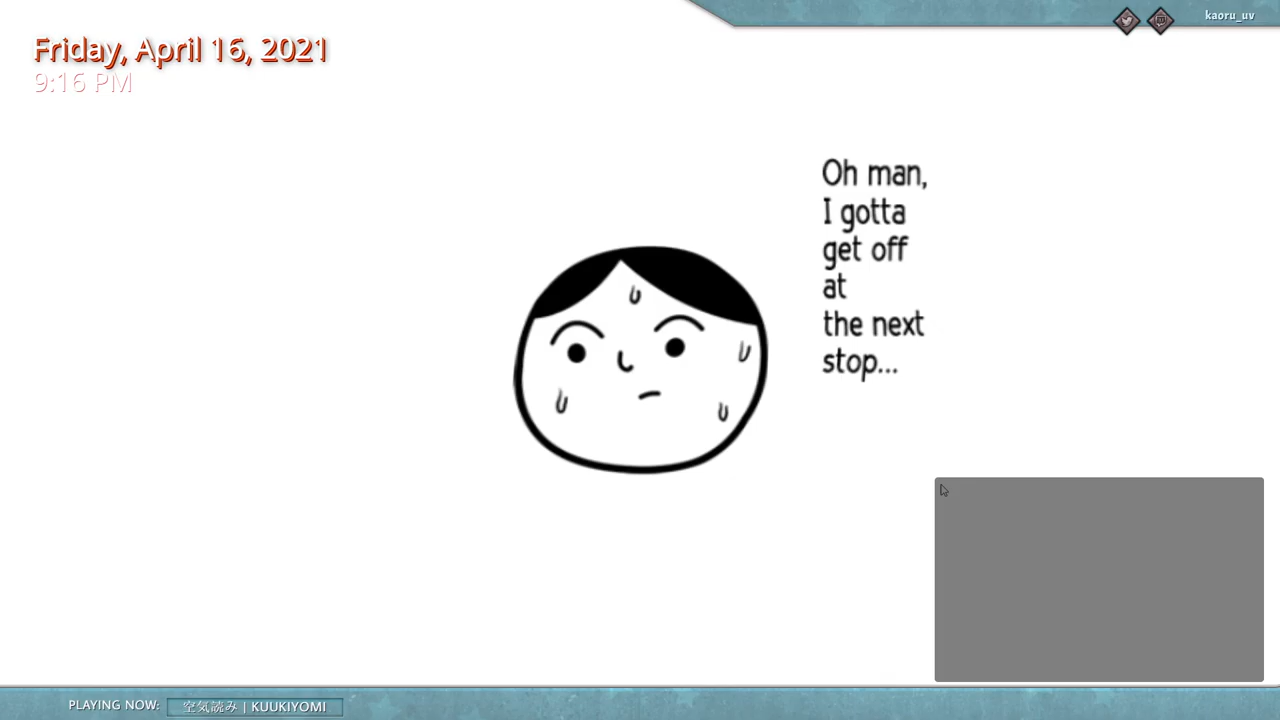 kaoru_uv
Friday, April 16, 2021
9:16 PM
Oh man,
I gotta
get off
at
the next
stop...
PLAYING NOW: 空気読み | KUUKIYOMI